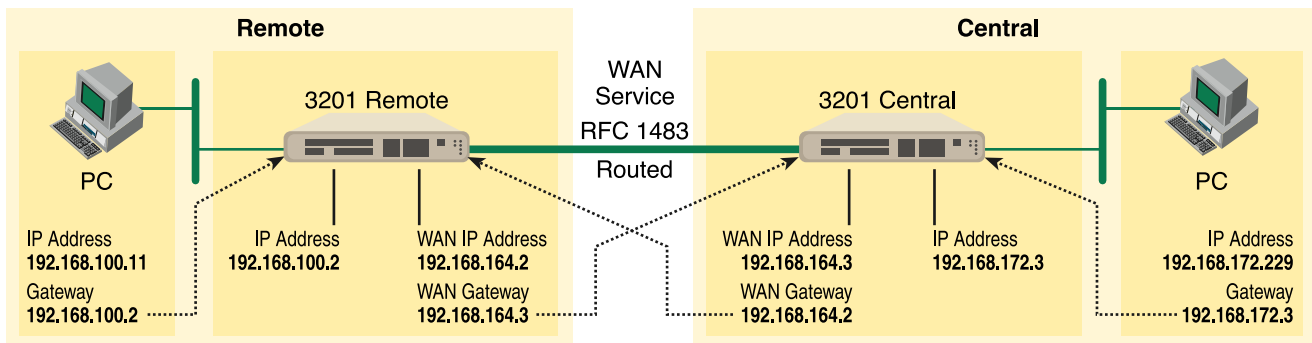 Remote
Central
3201 Remote
WAN
Service
RFC 1483
Routed
3201 Central
PC
PC
IP Address
192.168.100.11
Gateway
192.168.100.2
IP Address
192.168.100.2
WAN IP Address
192.168.164.2
WAN Gateway
192.168.164.3
WAN IP Address
192.168.164.3
WAN Gateway
192.168.164.2
IP Address
192.168.172.3
IP Address
192.168.172.229
Gateway
192.168.172.3